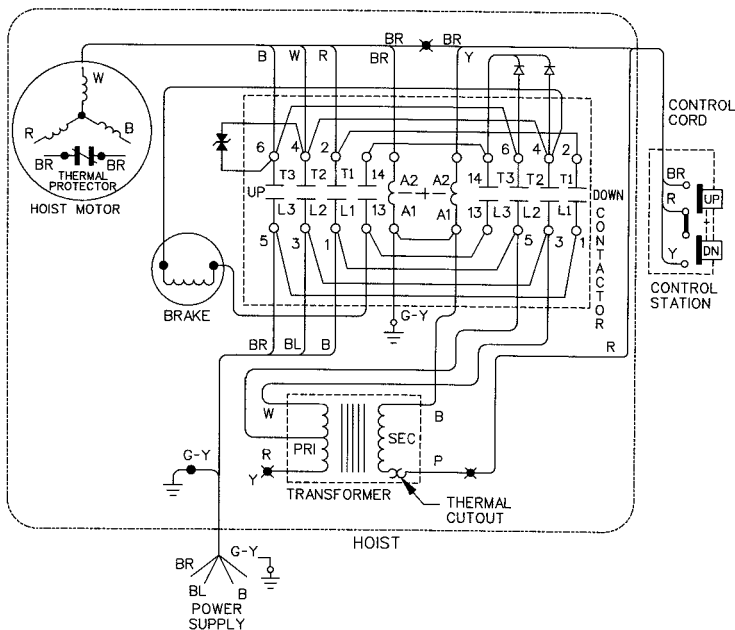 BR BR
B W R BR Y
W
R B
BR BR
THERMAL
PROTECTOR
HOIST MOTOR
CONTROL
CORD
6 4 2 14 A2 A2 14 6 4 2
T3 T2 T1 T3 T2 T1
UP DOWN
L3 L2 L1 13 A1 A1 13 L3 L2 L1
5 3 1 5 3 1
CONTACTOR
BR
R
Y
UP
DN
CONTROL
STATION
BRAKE
G-Y
BR BL B
R
W B
PRI SEC
R
Y
P
TRANSFORMER
THERMAL
CUTOUT
G-Y
HOIST
BR G-Y
BL B
POWER
SUPPLY